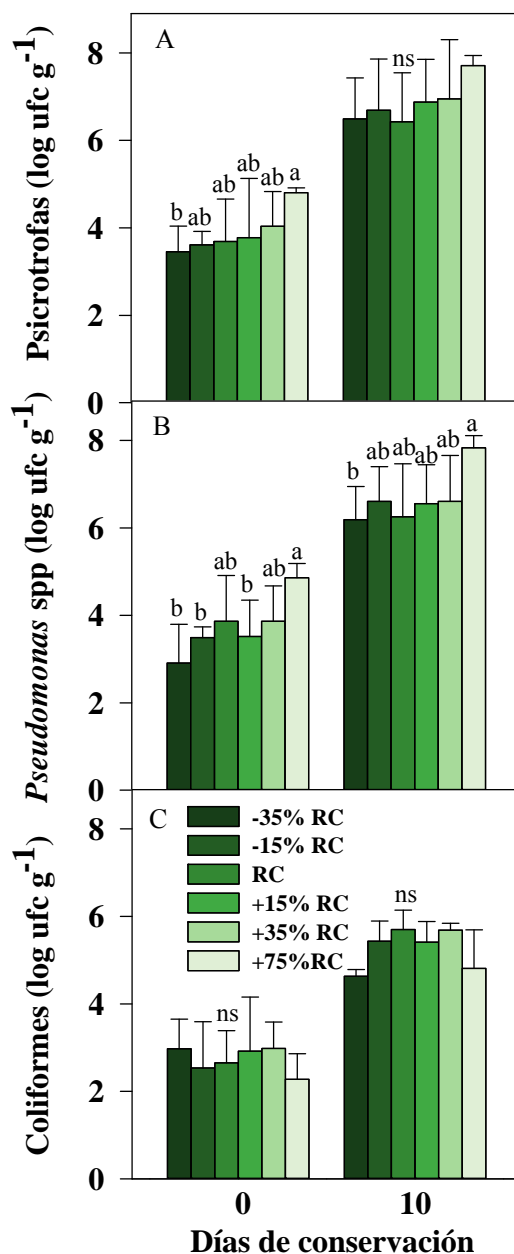 A
Psicrotrofas (log ufc g-1)
8
6
4
2
0
b ab ab ab ab a
ns
B
Pseudomonas spp (log ufc g-1)
8
6
4
2
0
b b ab b ab a
b ab ab ab ab a
C
Coliformes (log ufc g-1)
8
6
4
2
0
-35% RC
-15% RC
RC
+15% RC
+35% RC
+75%RC
ns
ns
0 10
Días de conservación